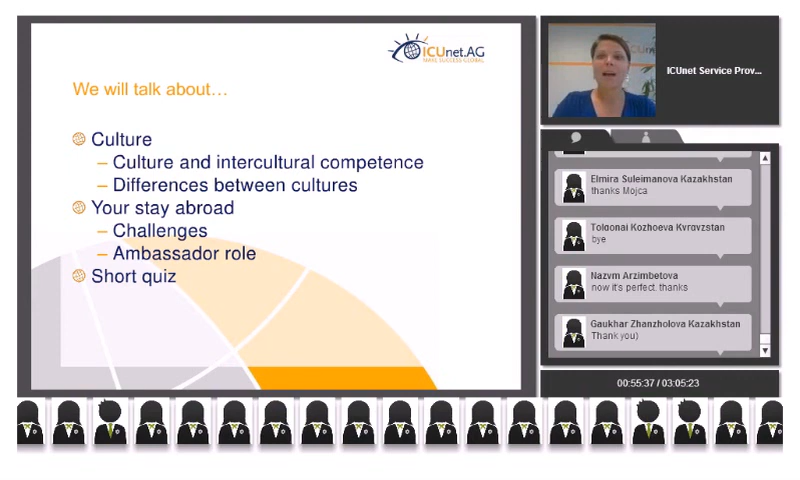 ICUnet.AG
MAKE SUCCESS GLOBAL
We will talk about…
Culture
– Culture and intercultural competence
– Differences between cultures
Your stay abroad
– Challenges
– Ambassador role
Short quiz
ICUnet Service Prov...
Elmira Suleimanova Kazakhstan
thanks Mojca
Tolgonai Kozhoeva Kyrgyzstan
bye
Nazym Arzimbetova
now it's perfect. thanks
Gaukhar Zhanzholova Kazakhstan
Thank you)
00:55:37 / 03:05:23